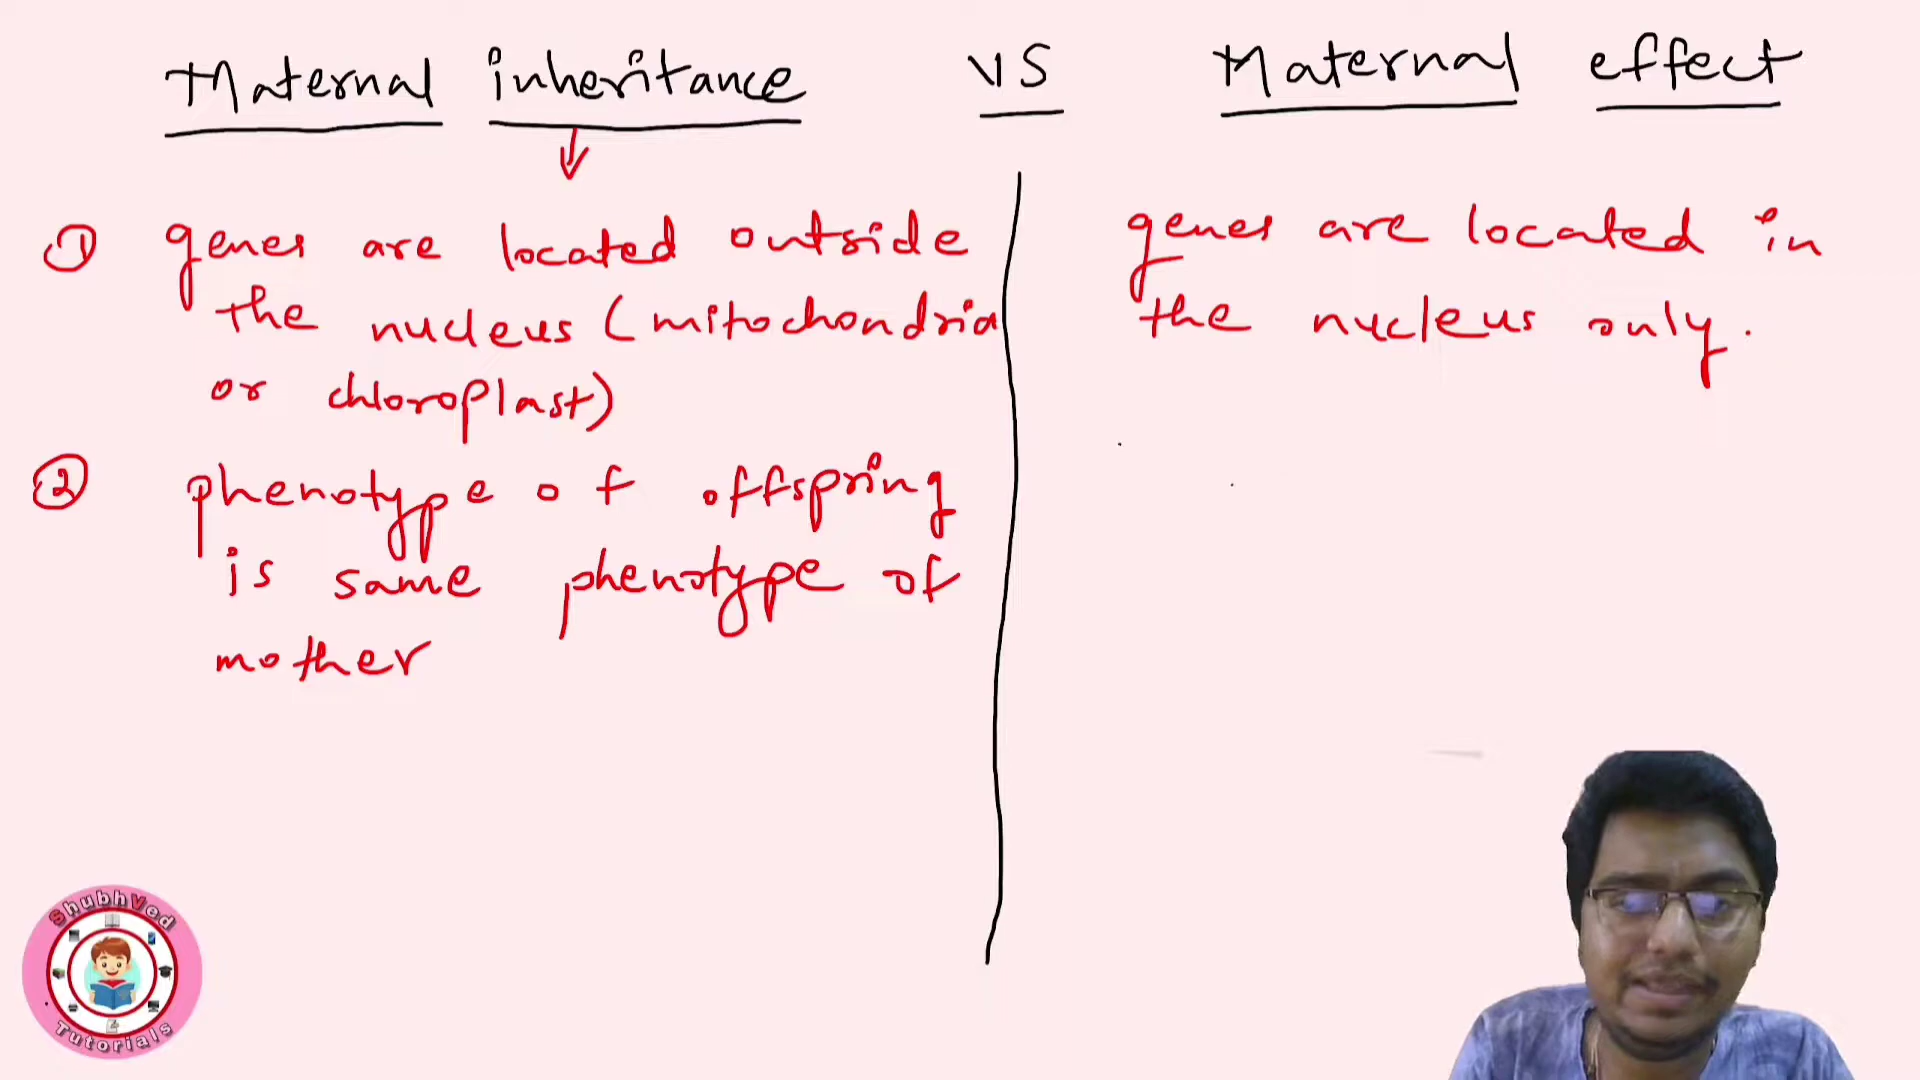 Maternal inheritance VS Maternal effect
① genes are located outside
the nucleus (mitochondria
or chloroplast)
② phenotype of offspring
is same phenotype of
mother
genes are located in
the nucleus only.
ShubhVed
Tutorials